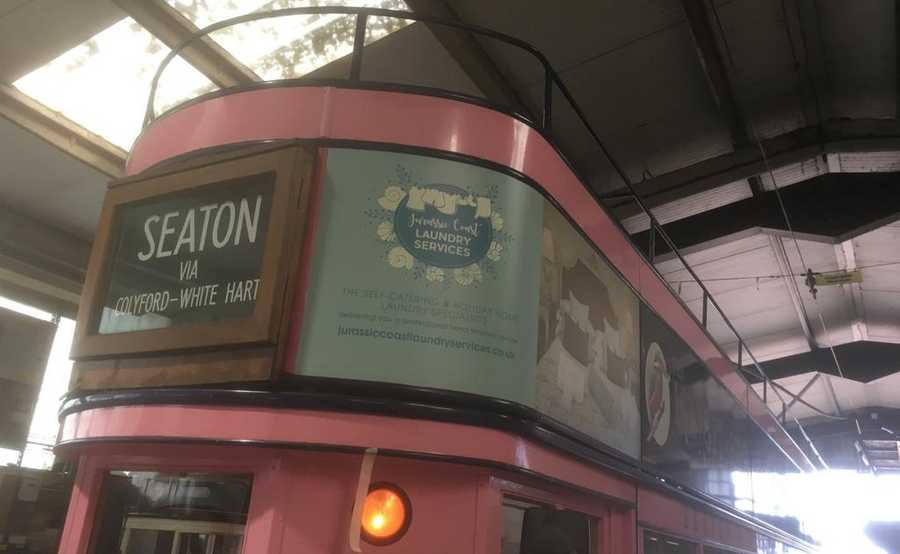 SEATON
VIA
COLYFORD-WHITE HART
Jurassic Coast
LAUNDRY
SERVICES
THE SELF-CATERING & HOLIDAY HOME
LAUNDRY SPECIALISTS
jurassiccoastlaundryservices.co.uk